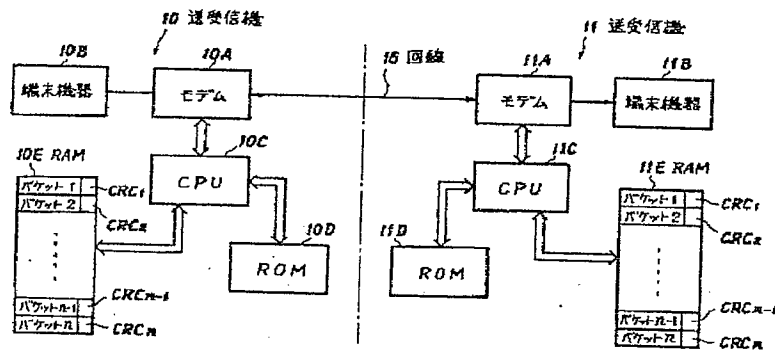 10 送受信機
10B
10A
端末機器
モデム
15 回線
11 送受信機
11A
11B
モデム
端末機器
10C
CPU
10E RAM
パケット1
CRC1
パケット2
CRC2
10D
ROM
パケットn-1
CRCn-1
パケットn
CRCn
11C
CPU
11D
ROM
11E RAM
パケット1
CRC1
パケット2
CRC2
パケットn-1
CRCn-1
パケットn
CRCn